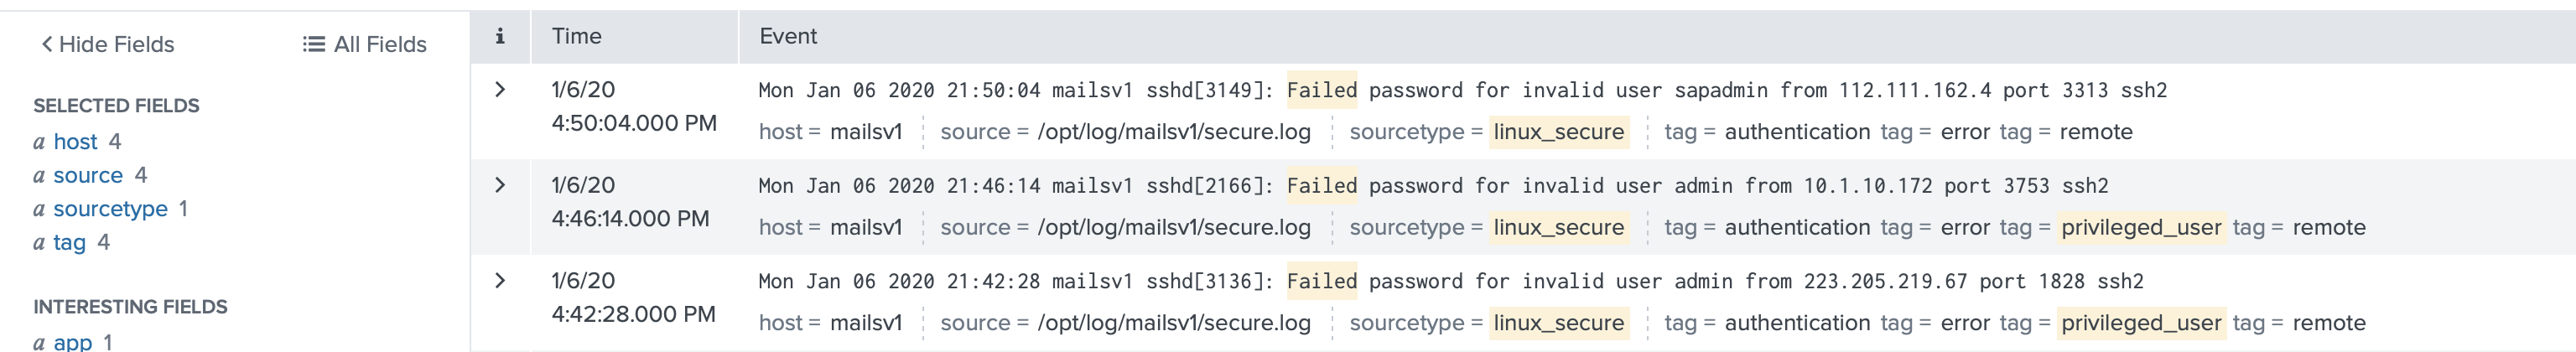 Hide Fields
All Fields
SELECTED FIELDS
a host 4
a source 4
a sourcetype 1
a tag 4
INTERESTING FIELDS
a app 1
i Time Event
1/6/20
4:50:04.000 PM
Mon Jan 06 2020 21:50:04 mailsv1 sshd[3149]: Failed password for invalid user sapadmin from 112.111.162.4 port 3313 ssh2
host = mailsv1 source = /opt/log/mailsv1/secure.log sourcetype = linux_secure tag = authentication tag = error tag = remote
1/6/20
4:46:14.000 PM
Mon Jan 06 2020 21:46:14 mailsv1 sshd[2166]: Failed password for invalid user admin from 10.1.10.172 port 3753 ssh2
host = mailsv1 source = /opt/log/mailsv1/secure.log sourcetype = linux_secure tag = authentication tag = error tag = privileged_user tag = remote
1/6/20
4:42:28.000 PM
Mon Jan 06 2020 21:42:28 mailsv1 sshd[3136]: Failed password for invalid user admin from 223.205.219.67 port 1828 ssh2
host = mailsv1 source = /opt/log/mailsv1/secure.log sourcetype = linux_secure tag = authentication tag = error tag = privileged_user tag = remote